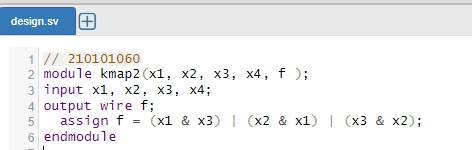 design.sv
1 // 210101060
2 module kmap2(x1, x2, x3, x4, f );
3 input x1, x2, x3, x4;
4 output wire f;
5 assign f = (x1 & x3) | (x2 & x1) | (x3 & x2);
6 endmodule